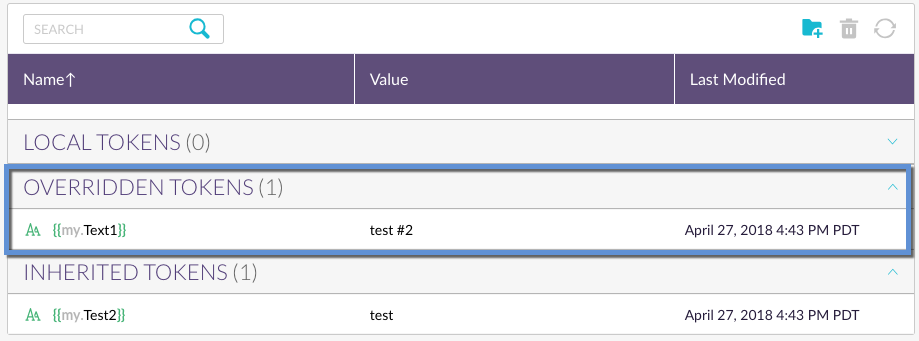 SEARCH
Name↑ Value Last Modified
LOCAL TOKENS (0)
OVERRIDDEN TOKENS (1)
AA {{my.Text1}} test #2 April 27, 2018 4:43 PM PDT
INHERITED TOKENS (1)
AA {{my.Test2}} test April 27, 2018 4:43 PM PDT